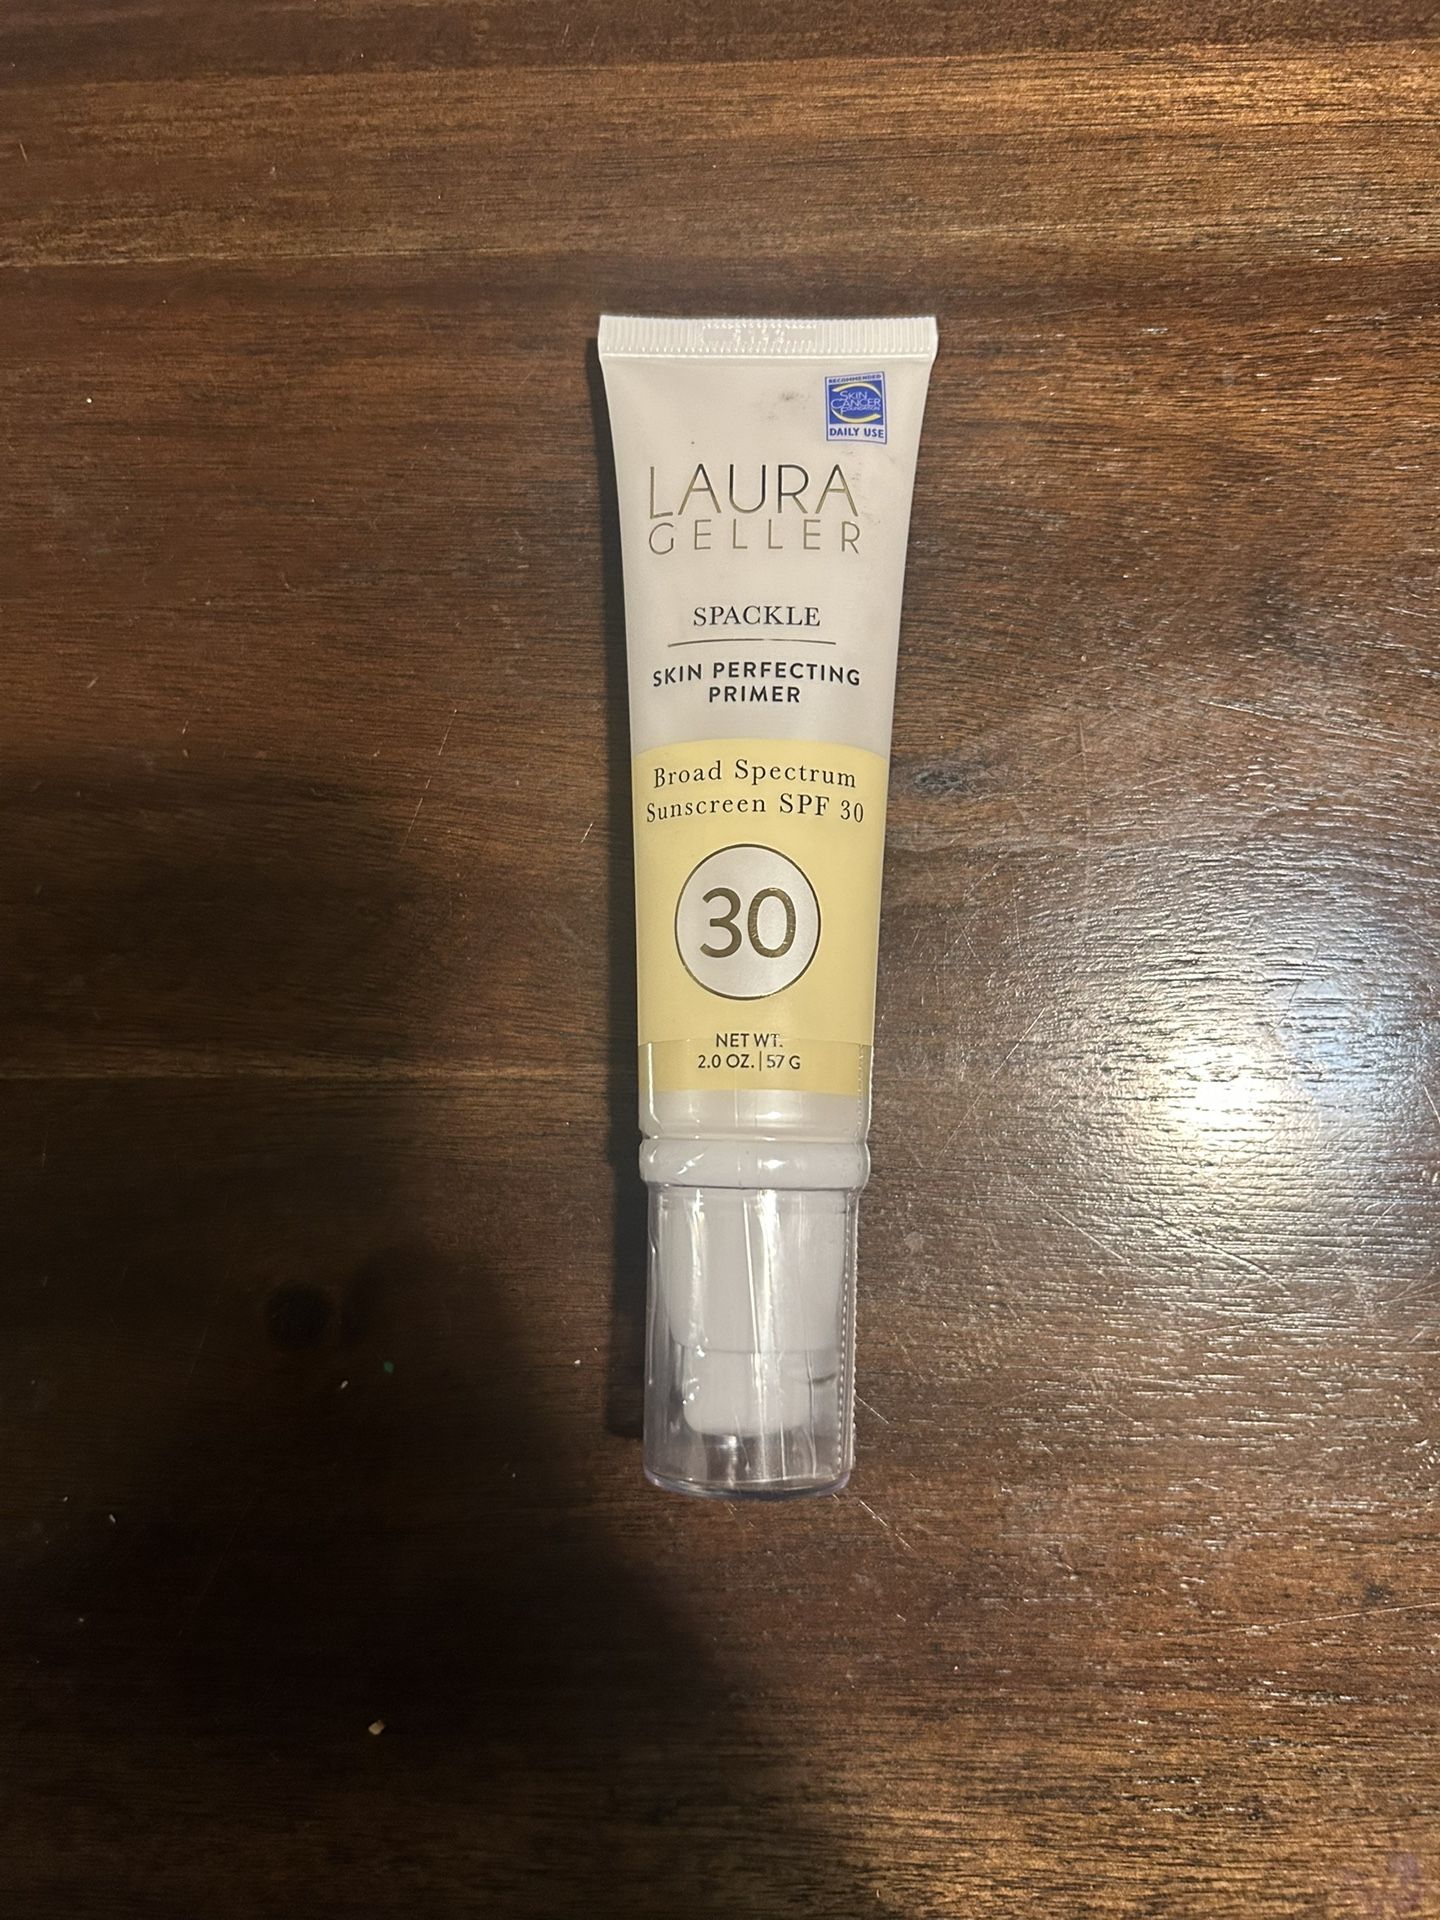 RECOMMENDED
SKIN
CANCER
FOUNDATION
DAILY USE
LAURA
GELLER
SPACKLE
SKIN PERFECTING
PRIMER
Broad Spectrum
Sunscreen SPF 30
30
NET WT.
2.0 OZ. | 57 G